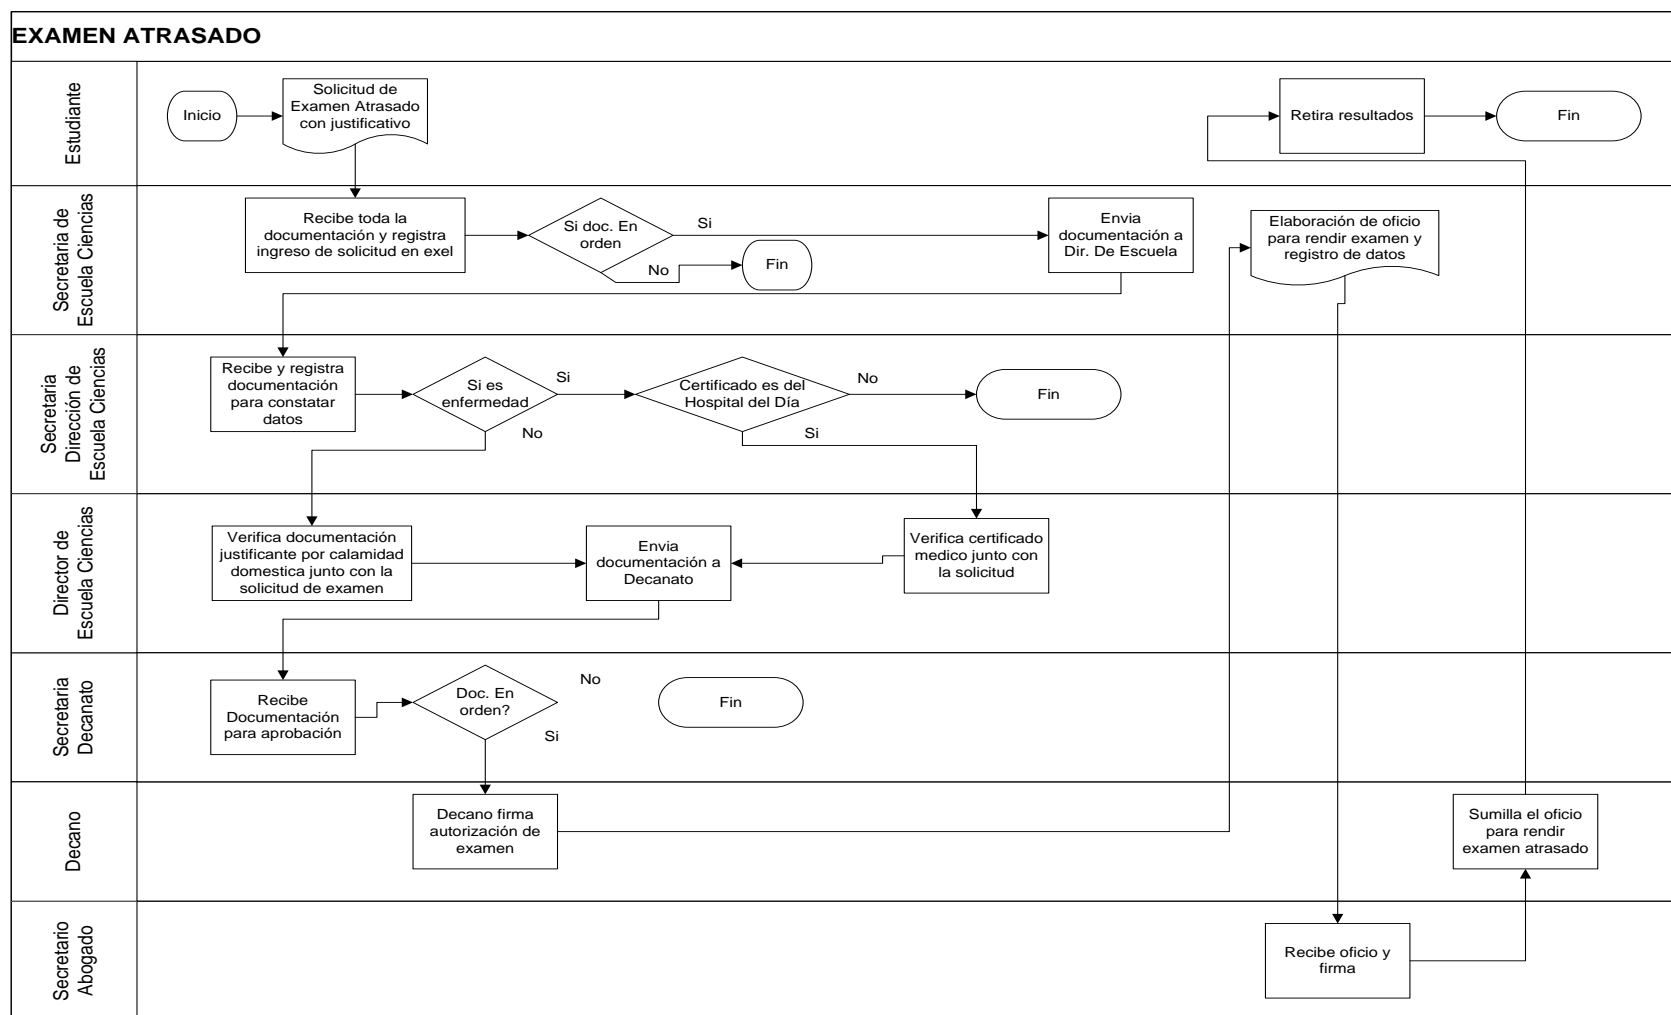 EXAMEN ATRASADO
Estudiante
Inicio
Solicitud de
Examen Atrasado
con justificativo
Retira resultados
Fin
Secretaria de
Escuela Ciencias
Recibe toda la
documentación y registra
ingreso de solicitud en exel
Si doc. En
orden
Si
No
Fin
Envia
documentación a
Dir. De Escuela
Elaboración de oficio
para rendir examen y
registro de datos
Secretaria
Dirección de
Escuela Ciencias
Recibe y registra
documentación
para constatar
datos
Si es
enfermedad
Si
No
Certificado es del
Hospital del Día
No
Si
Fin
Director de
Escuela Ciencias
Verifica documentación
justificante por calamidad
domestica junto con la
solicitud de examen
Envia
documentación a
Decanato
Verifica certificado
medico junto con
la solicitud
Secretaria
Decanato
Recibe
Documentación
para aprobación
Doc. En
orden?
No
Si
Fin
Decano
Decano firma
autorización de
examen
Sumilla el oficio
para rendir
examen atrasado
Secretario
Abogado
Recibe oficio y
firma